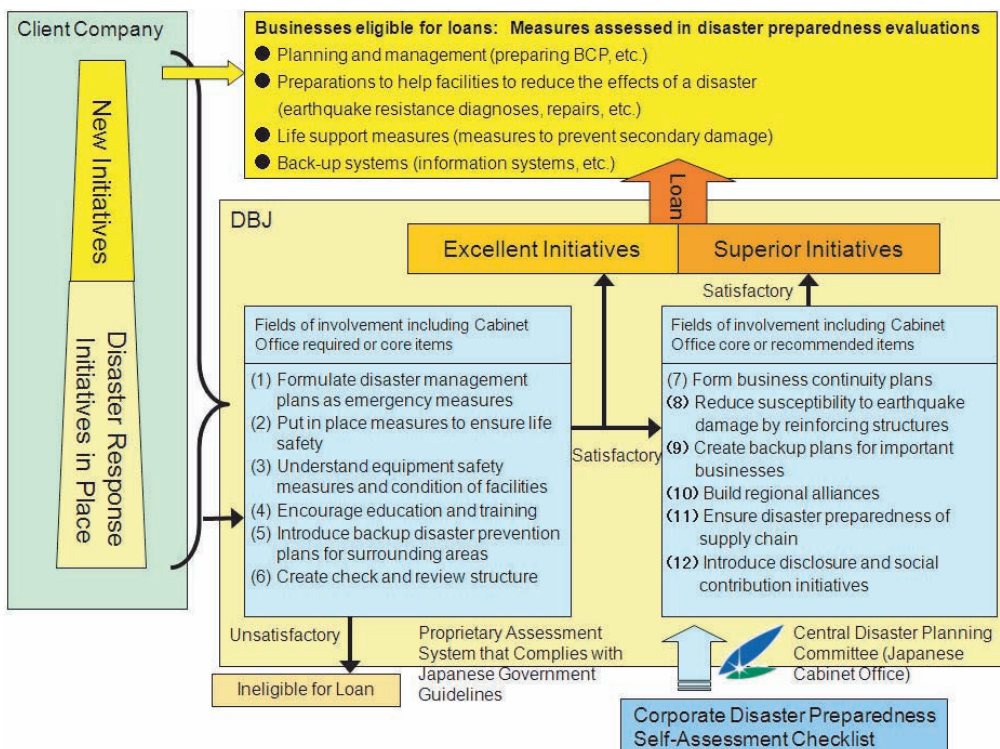 Client Company
New Initiatives
Disaster Response
Initiatives in Place
Businesses eligible for loans: Measures assessed in disaster preparedness evaluations
● Planning and management (preparing BCP, etc.)
● Preparations to help facilities to reduce the effects of a disaster
(earthquake resistance diagnoses, repairs, etc.)
● Life support measures (measures to prevent secondary damage)
● Back-up systems (information systems, etc.)
Loan
DBJ
Excellent Initiatives
Superior Initiatives
Satisfactory
Fields of involvement including Cabinet
Office required or core items
(1) Formulate disaster management
plans as emergency measures
(2) Put in place measures to ensure life
safety
(3) Understand equipment safety
measures and condition of facilities
(4) Encourage education and training
(5) Introduce backup disaster prevention
plans for surrounding areas
(6) Create check and review structure
Satisfactory
Fields of involvement including Cabinet
Office core or recommended items
(7) Form business continuity plans
(8) Reduce susceptibility to earthquake
damage by reinforcing structures
(9) Create backup plans for important
businesses
(10) Build regional alliances
(11) Ensure disaster preparedness of
supply chain
(12) Introduce disclosure and social
contribution initiatives
Unsatisfactory
Ineligible for Loan
Proprietary Assessment
System that Complies with
Japanese Government
Guidelines
Central Disaster Planning
Committee (Japanese
Cabinet Office)
Corporate Disaster Preparedness
Self-Assessment Checklist